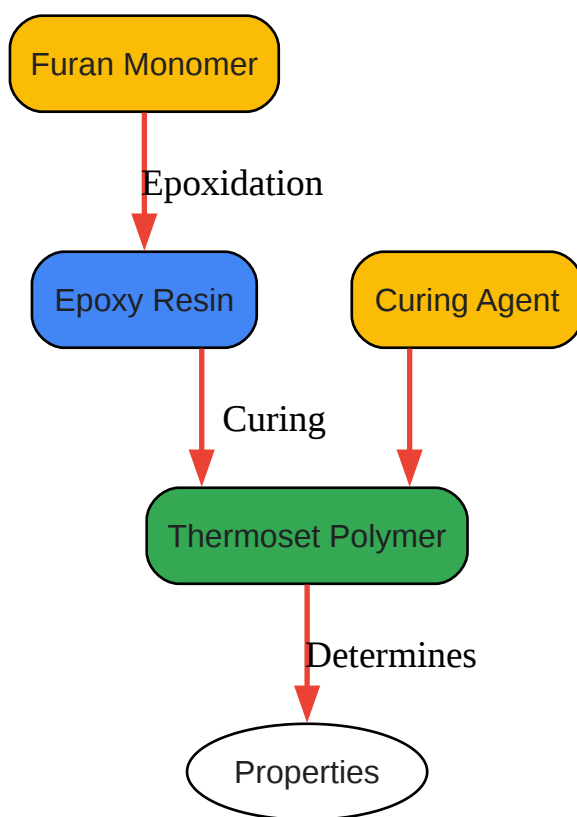 Furan Monomer
Epoxidation
Epoxy Resin
Curing Agent
Curing
Thermoset Polymer
Determines
Properties